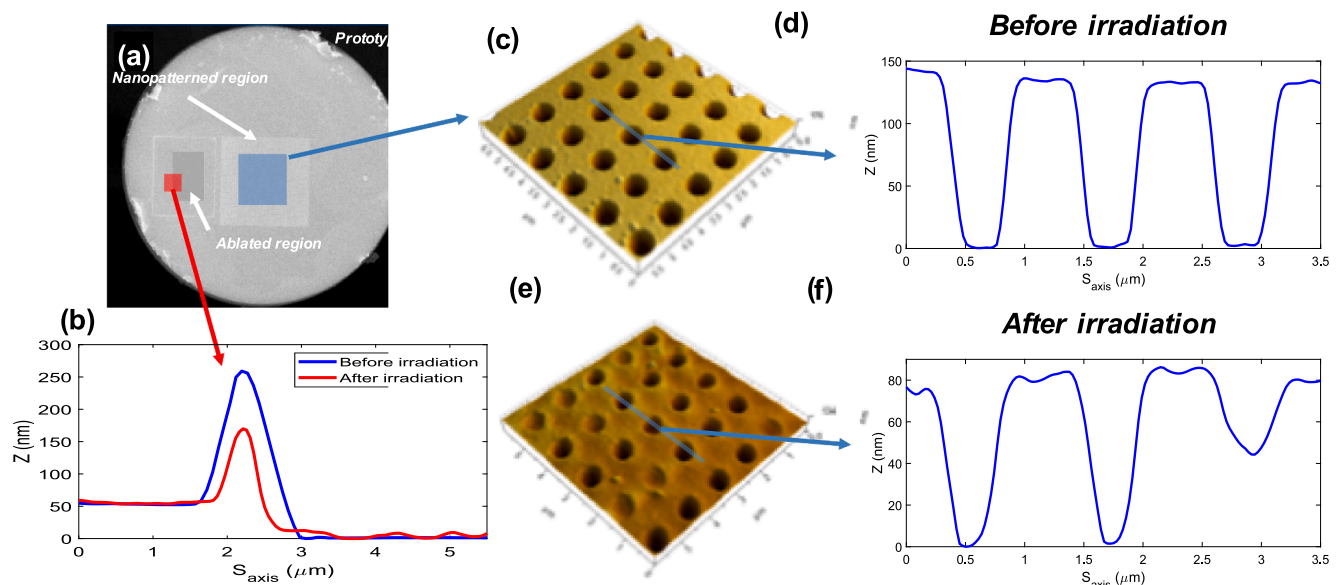 (a)
Prototyp
Nanopatterned region
Ablated region
(b)
300
250
200
150
100
50
0
Z (nm)
0 1 2 3 4 5
S_axis (μm)
Before irradiation
After irradiation
(c)
(d)
Before irradiation
150
100
50
0
Z (nm)
0 0.5 1 1.5 2 2.5 3 3.5
S_axis (μm)
(e)
(f)
After irradiation
80
60
40
20
0
Z (nm)
0 0.5 1 1.5 2 2.5 3 3.5
S_axis (μm)